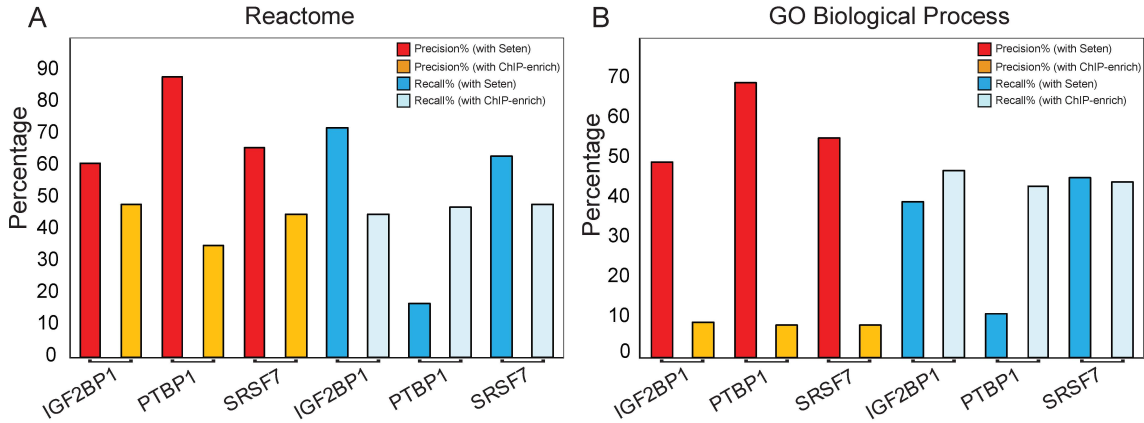 A
Reactome
Precision% (with Seten)
Precision% (with ChIP-enrich)
Recall% (with Seten)
Recall% (with ChIP-enrich)
Percentage
90
80
70
60
50
40
30
20
10
0
IGF2BP1
PTBP1
SRSF7
IGF2BP1
PTBP1
SRSF7
B
GO Biological Process
Precision% (with Seten)
Precision% (with ChIP-enrich)
Recall% (with Seten)
Recall% (with ChIP-enrich)
Percentage
70
60
50
40
30
20
10
0
IGF2BP1
PTBP1
SRSF7
IGF2BP1
PTBP1
SRSF7